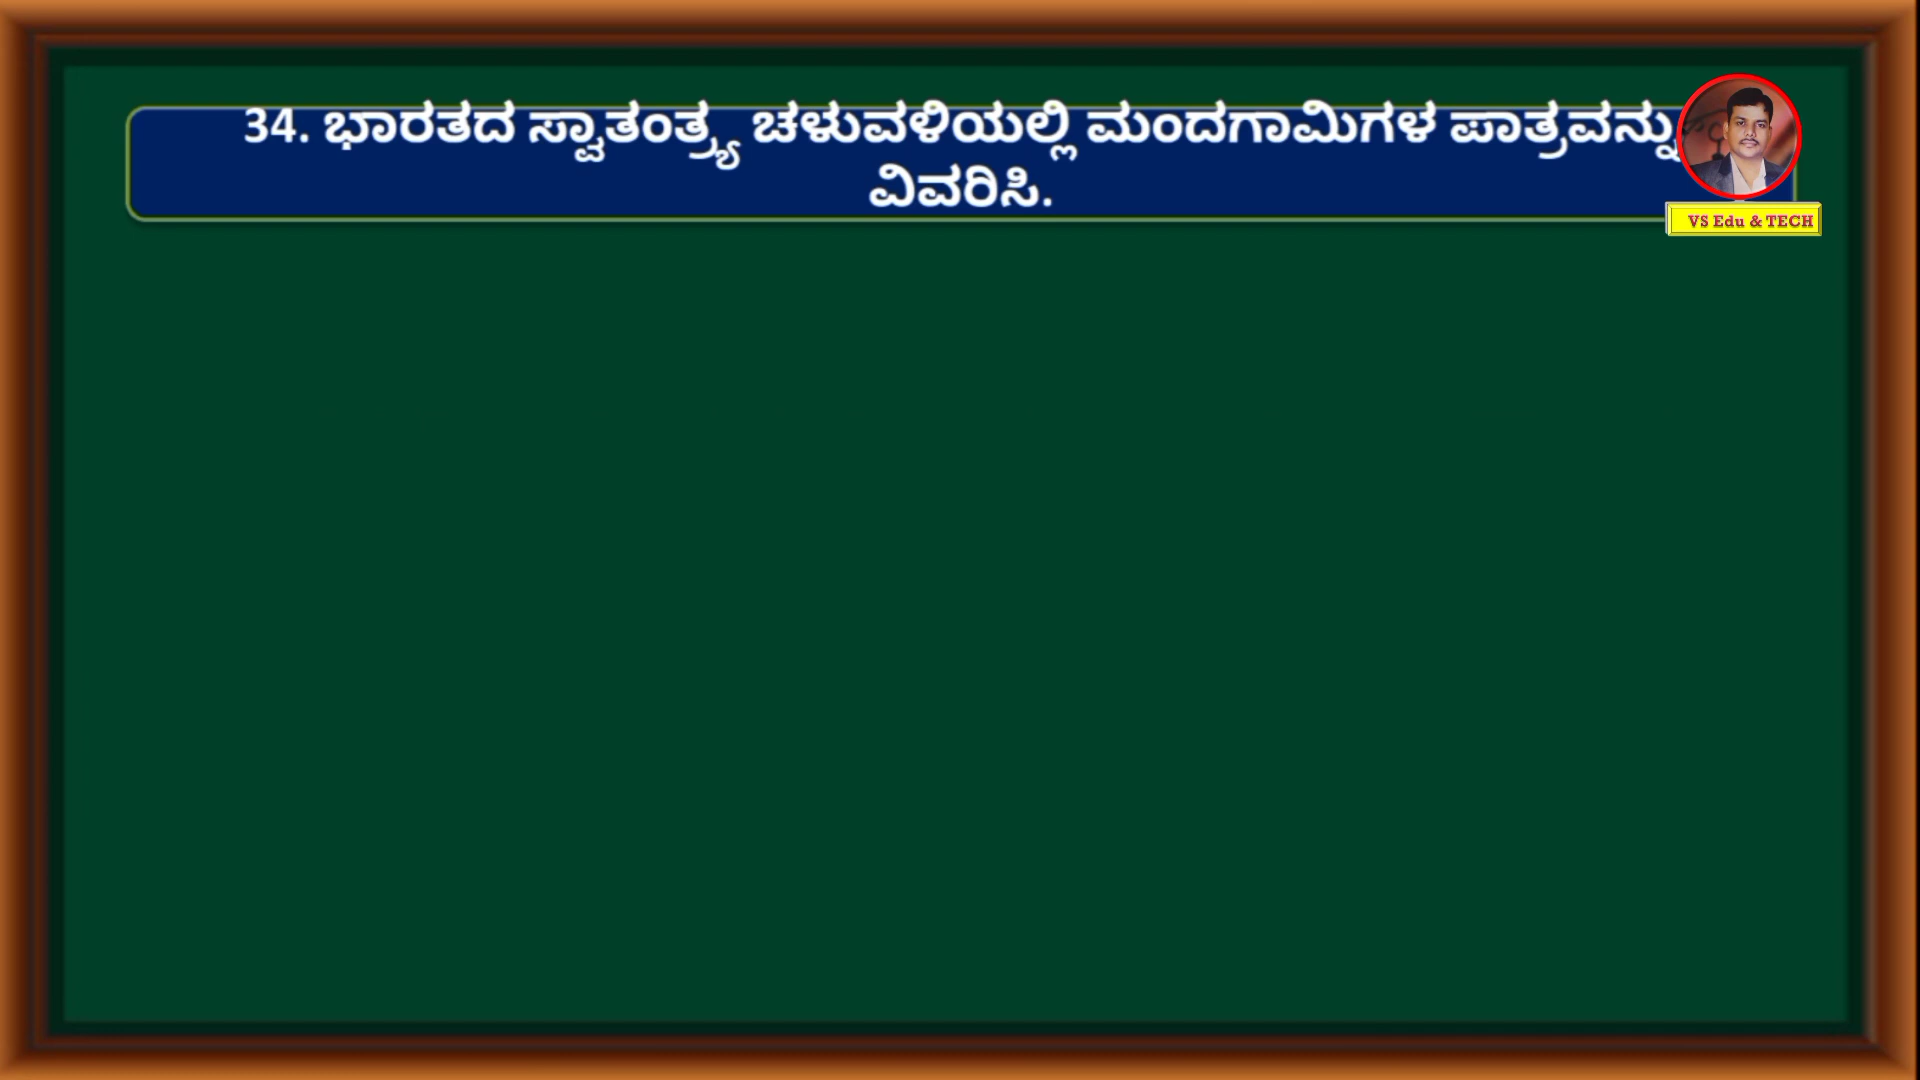 34. ಭಾರತದ ಸ್ವಾತಂತ್ರ್ಯ ಚಳುವಳಿಯಲ್ಲಿ ಮಂದಗಾಮಿಗಳ ಪಾತ್ರವನ್ನು
ವಿವರಿಸಿ.
VS Edu & TECH